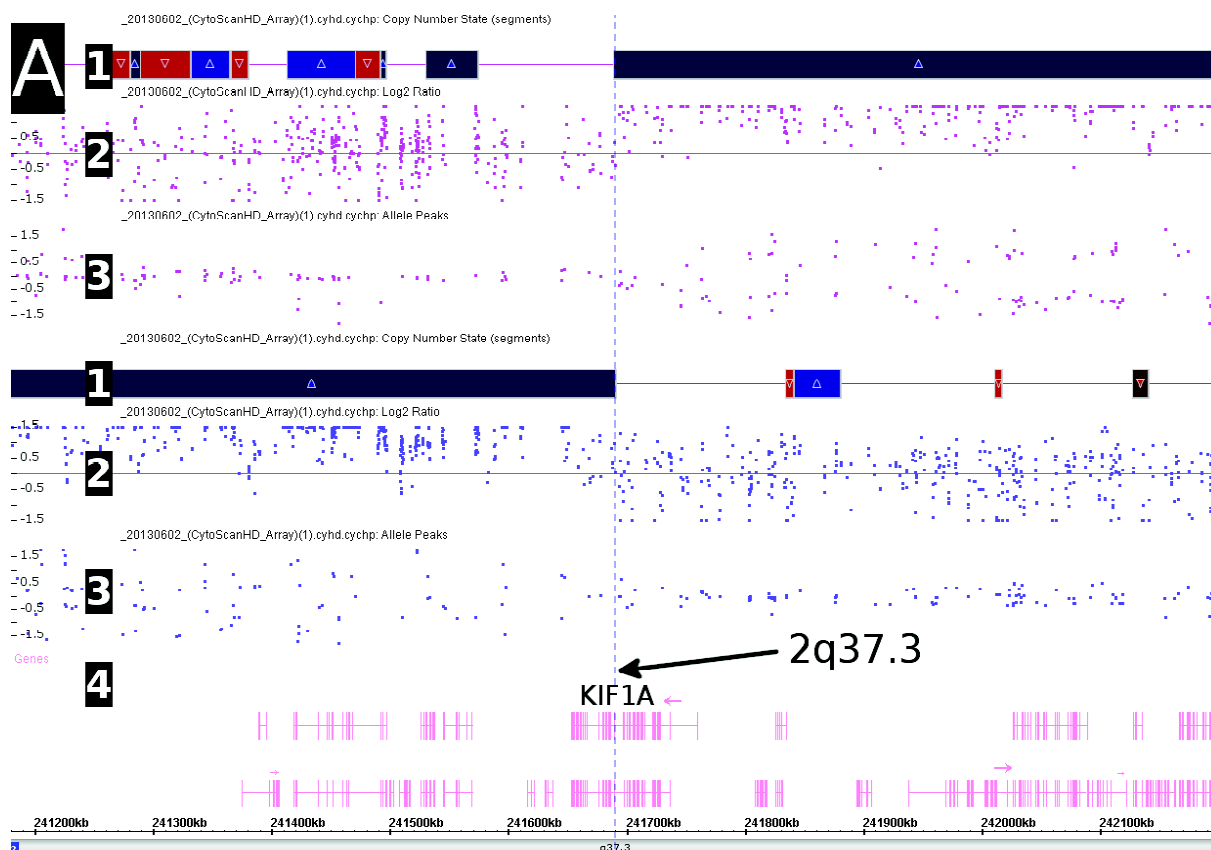 _20130602_(CytoScanHD_Array)(1).cyhd.cychp: Copy Number State (segments)
A
1
_20130602_(CytoScanHD_Array)(1).cyhd.cychp: Log2 Ratio
0.5
2
-0.5
-1.5
_20130602_(CytoScanHD_Array)(1).cyhd.cychp: Allele Peaks
1.5
0.5
3
-0.5
-1.5
_20130602_(CytoScanHD_Array)(1).cyhd.cychp: Copy Number State (segments)
1
_20130602_(CytoScanHD_Array)(1).cyhd.cychp: Log2 Ratio
1.5
0.5
2
-0.5
-1.5
_20130602_(CytoScanHD_Array)(1).cyhd.cychp: Allele Peaks
1.5
0.5
3
-0.5
-1.5
2q37.3
Genes
4
KIF1A
241200kb 241300kb 241400kb 241500kb 241600kb 241700kb 241800kb 241900kb 242000kb 242100kb
q37.3